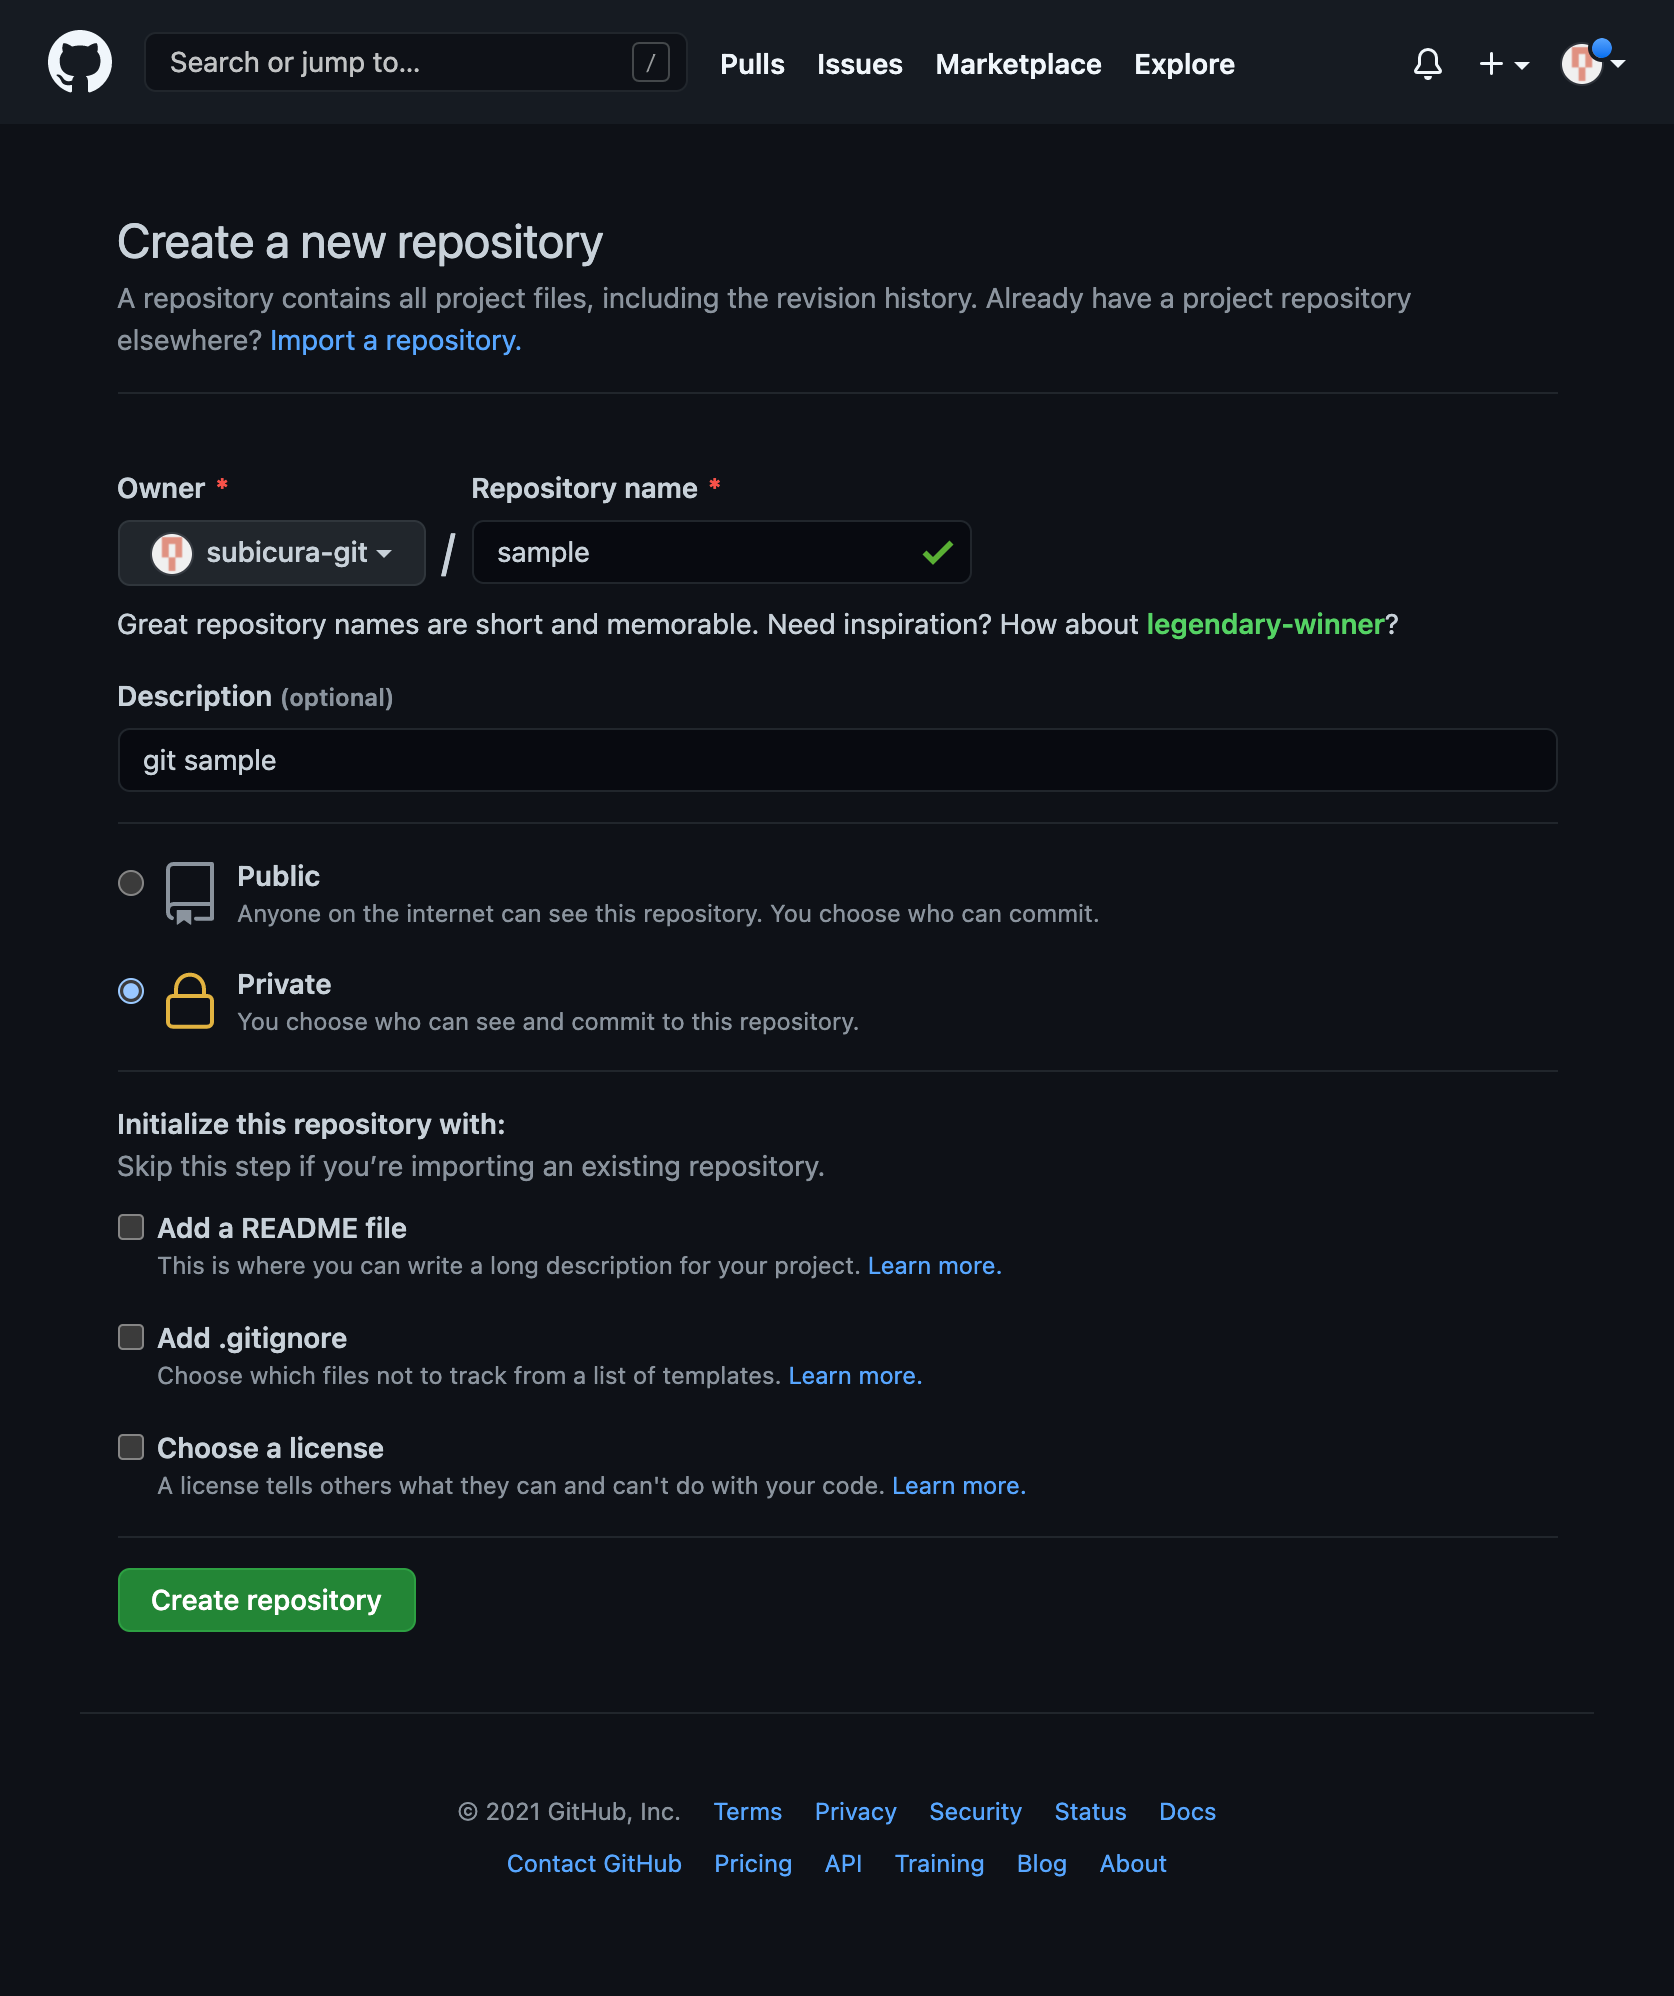 Search or jump to... / Pulls Issues Marketplace Explore
Create a new repository
A repository contains all project files, including the revision history. Already have a project repository
elsewhere? Import a repository.
Owner * Repository name *
subicura-git / sample
Great repository names are short and memorable. Need inspiration? How about legendary-winner?
Description (optional)
git sample
Public
Anyone on the internet can see this repository. You choose who can commit.
Private
You choose who can see and commit to this repository.
Initialize this repository with:
Skip this step if you’re importing an existing repository.
Add a README file
This is where you can write a long description for your project. Learn more.
Add .gitignore
Choose which files not to track from a list of templates. Learn more.
Choose a license
A license tells others what they can and can't do with your code. Learn more.
Create repository
© 2021 GitHub, Inc. Terms Privacy Security Status Docs
Contact GitHub Pricing API Training Blog About